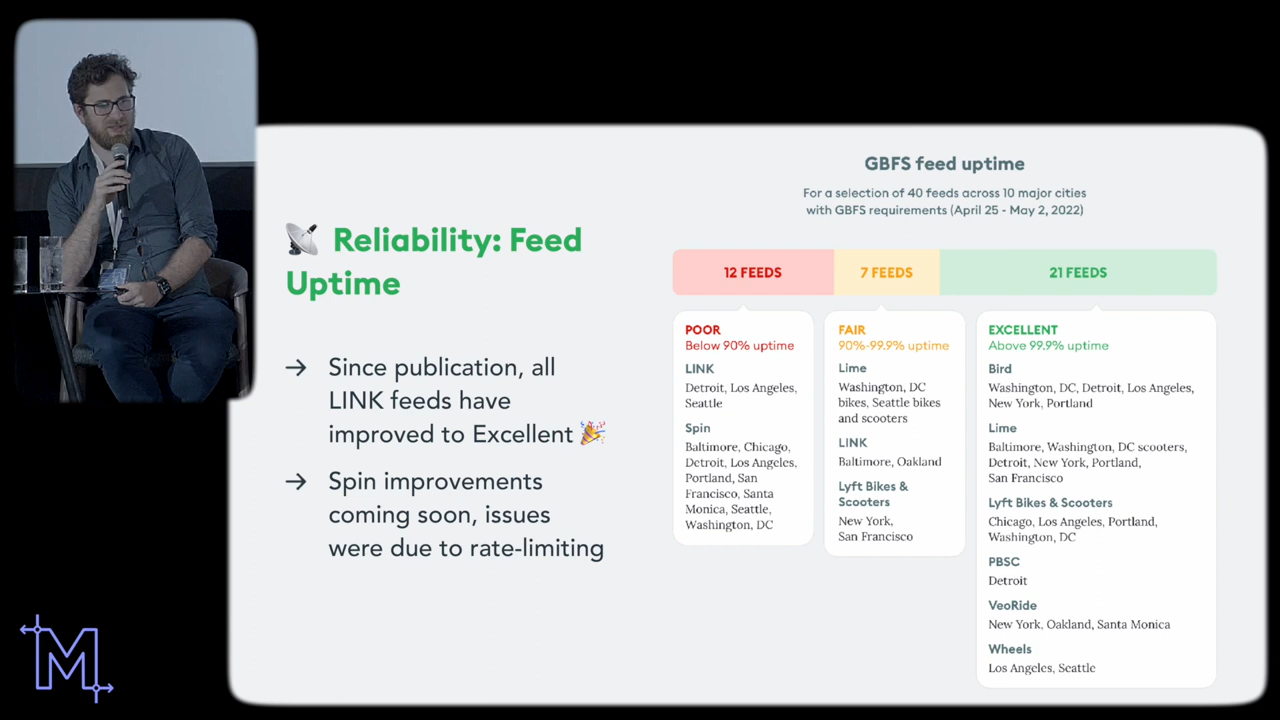 📡 Reliability: Feed
Uptime
→ Since publication, all
LINK feeds have
improved to Excellent 🎉
→ Spin improvements
coming soon, issues
were due to rate-limiting
GBFS feed uptime
For a selection of 40 feeds across 10 major cities
with GBFS requirements (April 25 - May 2, 2022)
12 FEEDS
7 FEEDS
21 FEEDS
POOR
Below 90% uptime
LINK
Detroit, Los Angeles,
Seattle
Spin
Baltimore, Chicago,
Detroit, Los Angeles,
Portland, San
Francisco, Santa
Monica, Seattle,
Washington, DC
FAIR
90%-99.9% uptime
Lime
Washington, DC
bikes, Seattle bikes
and scooters
LINK
Baltimore, Oakland
Lyft Bikes &
Scooters
New York,
San Francisco
EXCELLENT
Above 99.9% uptime
Bird
Washington, DC, Detroit, Los Angeles,
New York, Portland
Lime
Baltimore, Washington, DC scooters,
Detroit, New York, Portland,
San Francisco
Lyft Bikes & Scooters
Chicago, Los Angeles, Portland,
Washington, DC
PBSC
Detroit
VeoRide
New York, Oakland, Santa Monica
Wheels
Los Angeles, Seattle
M